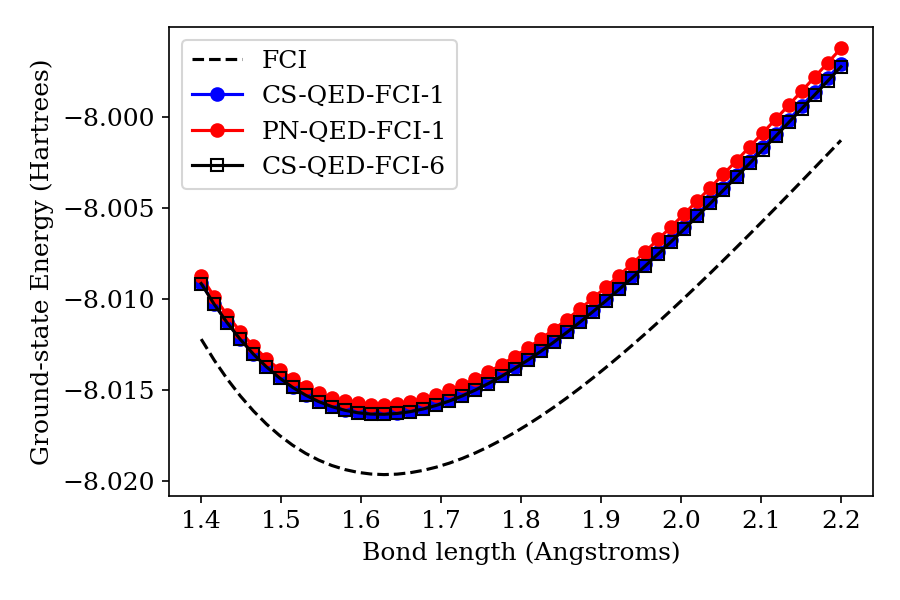 FCI
CS-QED-FCI-1
PN-QED-FCI-1
CS-QED-FCI-6
Ground-state Energy (Hartrees)
−8.000
−8.005
−8.010
−8.015
−8.020
1.4 1.5 1.6 1.7 1.8 1.9 2.0 2.1 2.2
Bond length (Angstroms)